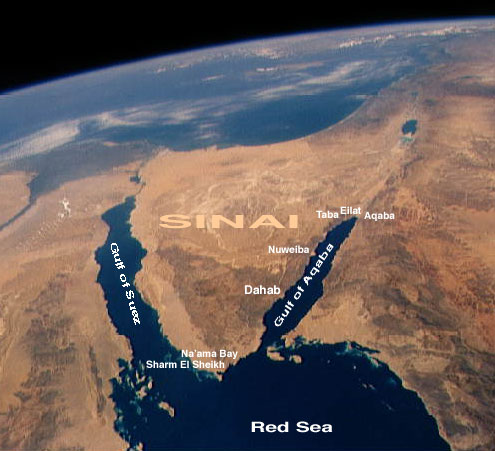 SINAI
Taba
Eilat
Aqaba
Nuweiba
Gulf of Suez
Gulf of Aqaba
Dahab
Na'ama Bay
Sharm El Sheikh
Red Sea